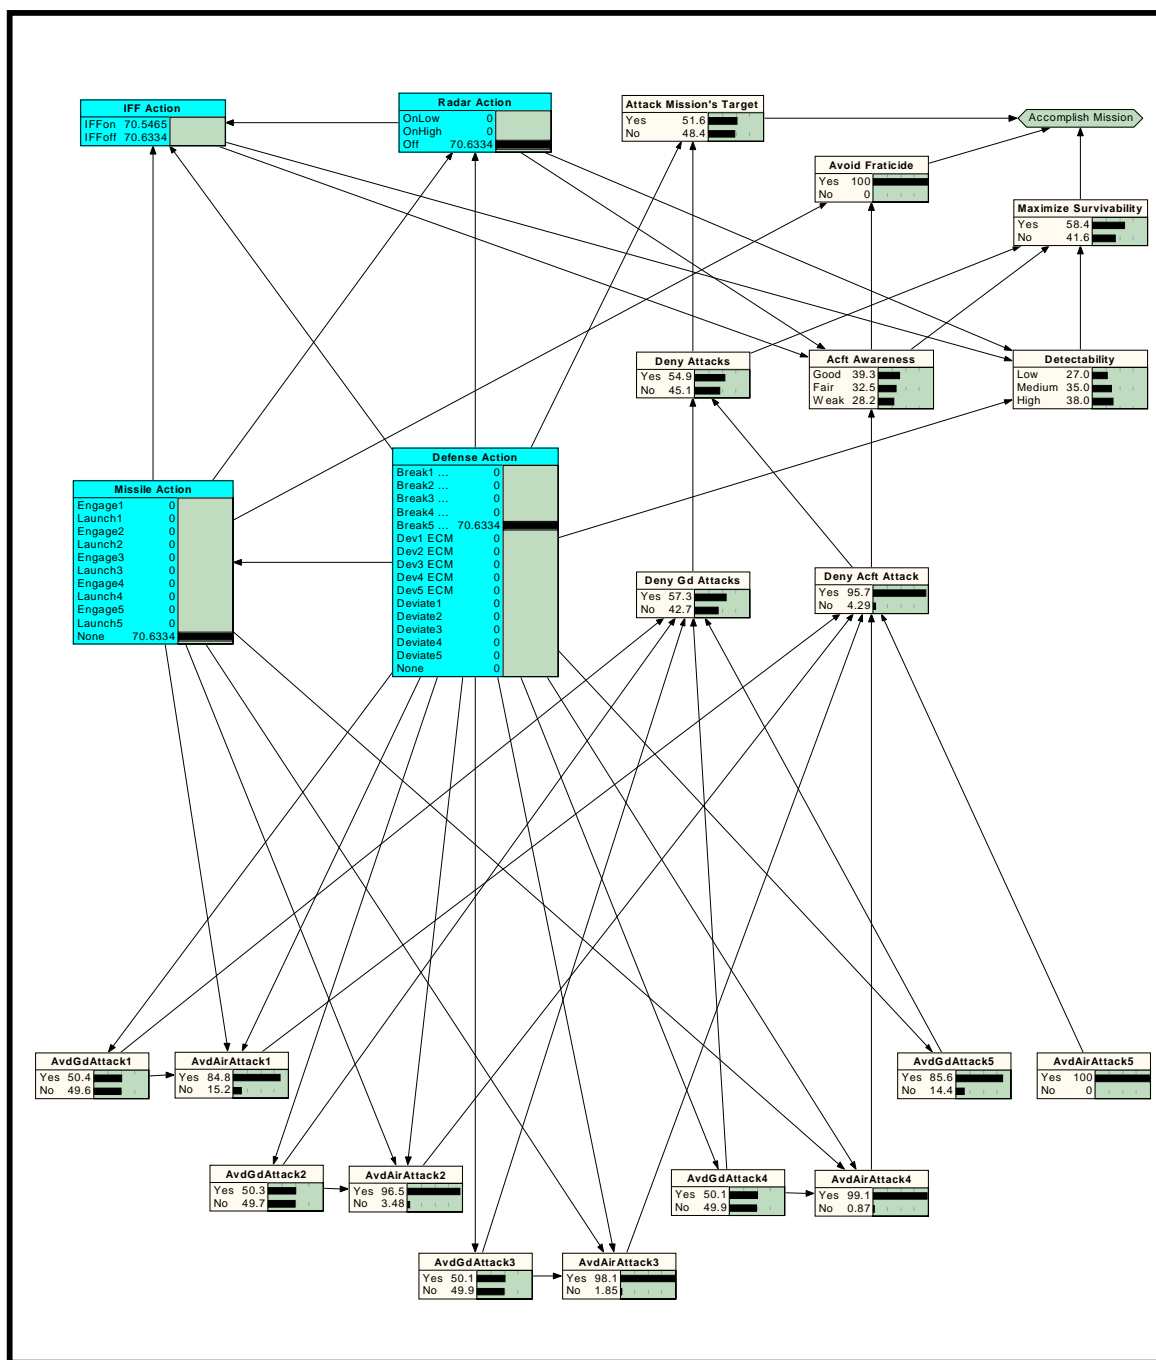 IFF Action
IFFon 70.5465
IFFoff 70.6334
Radar Action
OnLow 0
OnHigh 0
Off 70.6334
Attack Mission's Target
Yes 51.6
No 48.4
Accomplish Mission
Avoid Fraticide
Yes 100
No 0
Maximize Survivability
Yes 58.4
No 41.6
Deny Attacks
Yes 54.9
No 45.1
Acft Awareness
Good 39.3
Fair 32.5
Weak 28.2
Detectability
Low 27.0
Medium 35.0
High 38.0
Missile Action
Engage1 0
Launch1 0
Engage2 0
Launch2 0
Engage3 0
Launch3 0
Engage4 0
Launch4 0
Engage5 0
Launch5 0
None 70.6334
Defense Action
Break1 ... 0
Break2 ... 0
Break3 ... 0
Break4 ... 0
Break5 ... 70.6334
Dev1 ECM 0
Dev2 ECM 0
Dev3 ECM 0
Dev4 ECM 0
Dev5 ECM 0
Deviate1 0
Deviate2 0
Deviate3 0
Deviate4 0
Deviate5 0
None 0
Deny Gd Attacks
Yes 57.3
No 42.7
Deny Acft Attack
Yes 95.7
No 4.29
AvdGdAttack1
Yes 50.4
No 49.6
AvdAirAttack1
Yes 84.8
No 15.2
AvdGdAttack5
Yes 85.6
No 14.4
AvdAirAttack5
Yes 100
No 0
AvdGdAttack2
Yes 50.3
No 49.7
AvdAirAttack2
Yes 96.5
No 3.48
AvdGdAttack4
Yes 50.1
No 49.9
AvdAirAttack4
Yes 99.1
No 0.87
AvdGdAttack3
Yes 50.1
No 49.9
AvdAirAttack3
Yes 98.1
No 1.85